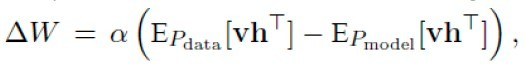 ΔW = α ( E_{P_data}[vh^⊤] − E_{P_model}[vh^⊤] ) ,